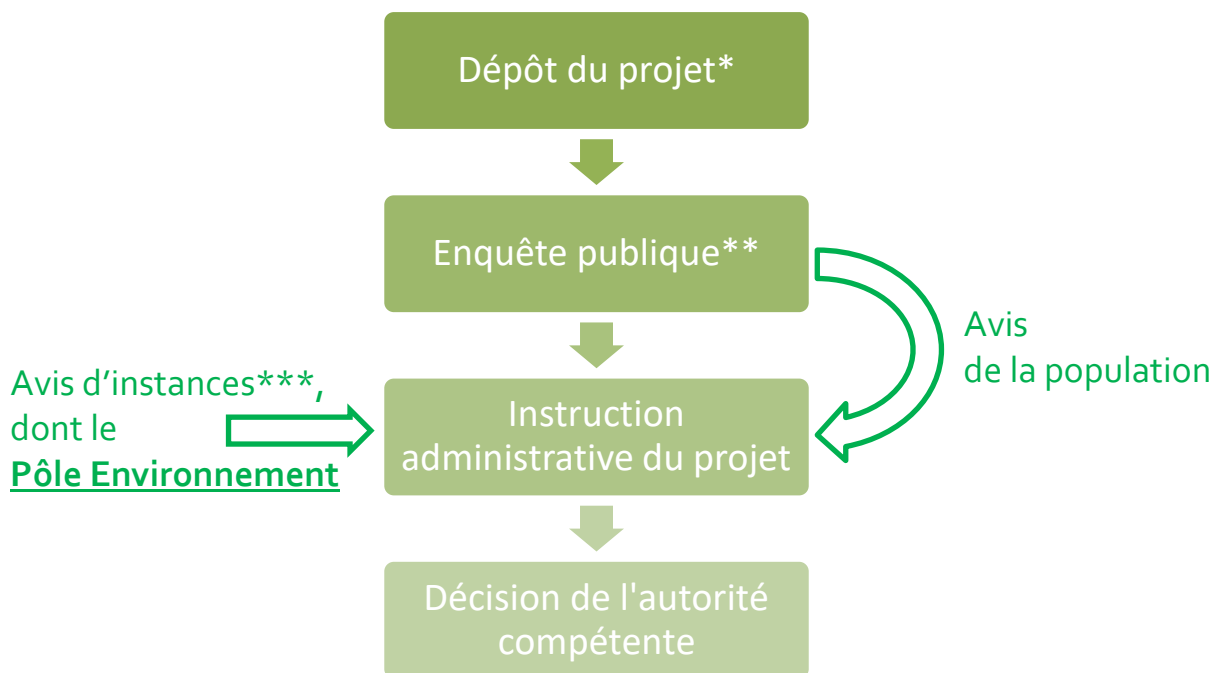 Dépôt du projet*
Enquête publique**
Avis
de la population
Avis d’instances***,
dont le
Pôle Environnement
Instruction
administrative du projet
Décision de l'autorité
compétente